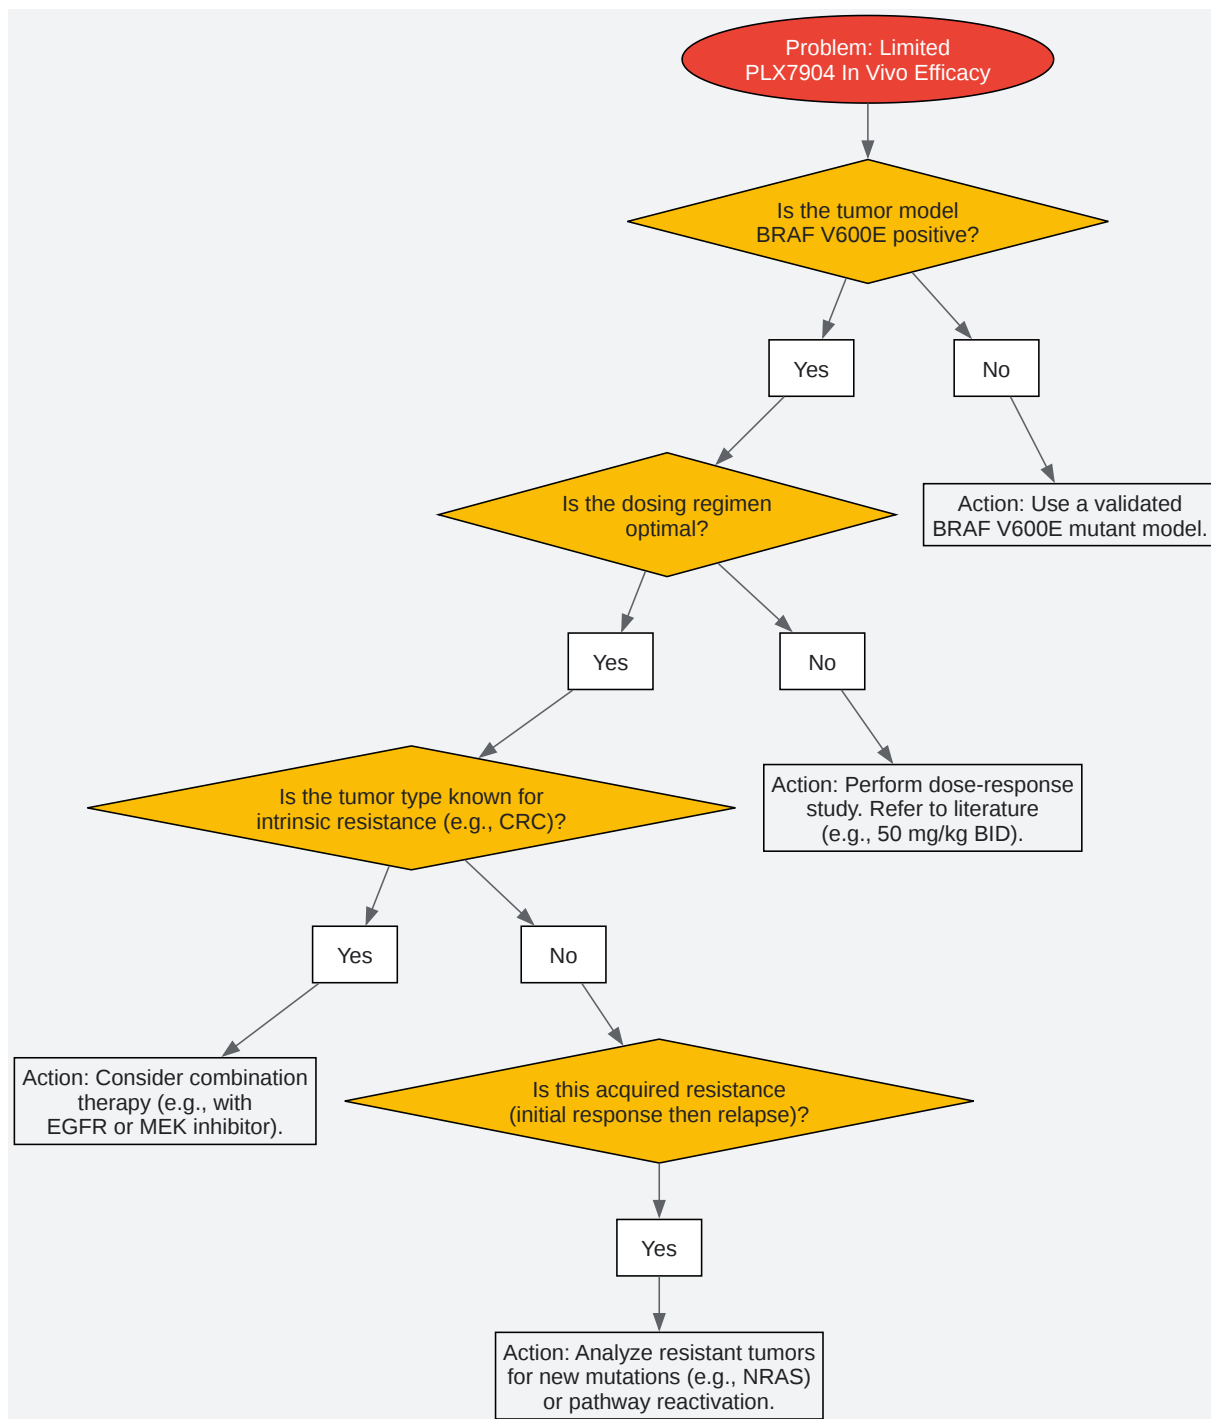 Problem: Limited
PLX7904 In Vivo Efficacy
Is the tumor model
BRAF V600E positive?
Yes
No
Is the dosing regimen
optimal?
Action: Use a validated
BRAF V600E mutant model.
Yes
No
Is the tumor type known for
intrinsic resistance (e.g., CRC)?
Action: Perform dose-response
study. Refer to literature
(e.g., 50 mg/kg BID).
Yes
No
Action: Consider combination
therapy (e.g., with
EGFR or MEK inhibitor).
Is this acquired resistance
(initial response then relapse)?
Yes
Action: Analyze resistant tumors
for new mutations (e.g., NRAS)
or pathway reactivation.